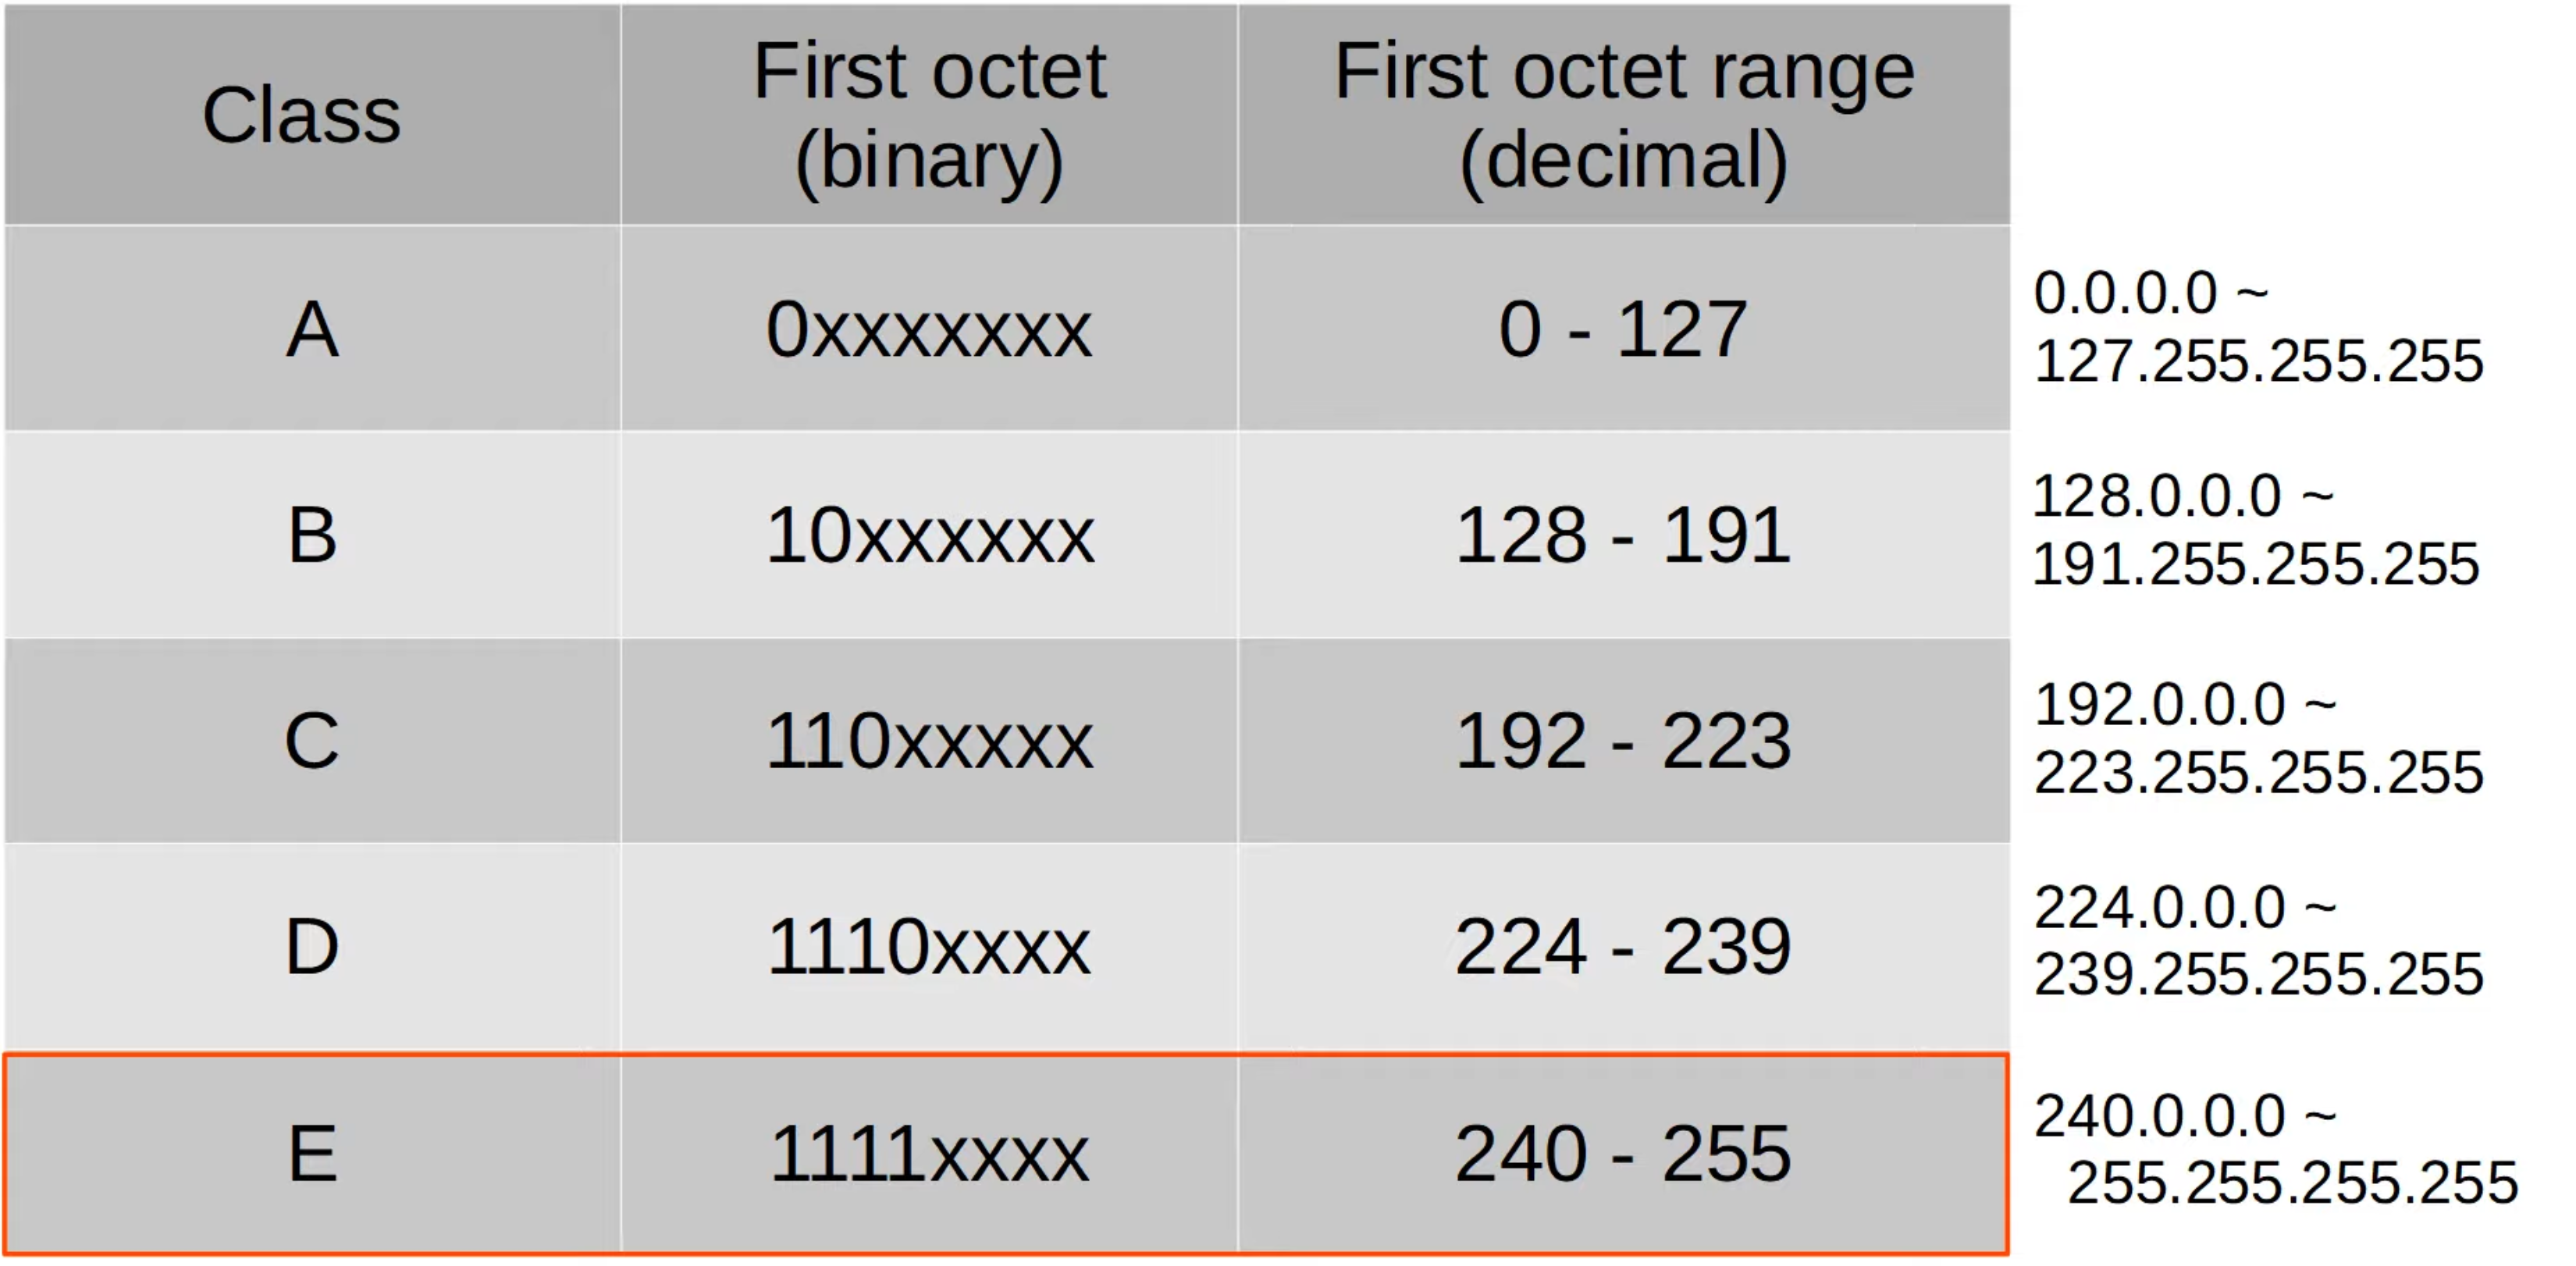 Class
First octet
(binary)
First octet range
(decimal)
A
0xxxxxxx
0 - 127
0.0.0.0 ~
127.255.255.255
B
10xxxxxx
128 - 191
128.0.0.0 ~
191.255.255.255
C
110xxxxx
192 - 223
192.0.0.0 ~
223.255.255.255
D
1110xxxx
224 - 239
224.0.0.0 ~
239.255.255.255
E
1111xxxx
240 - 255
240.0.0.0 ~
255.255.255.255